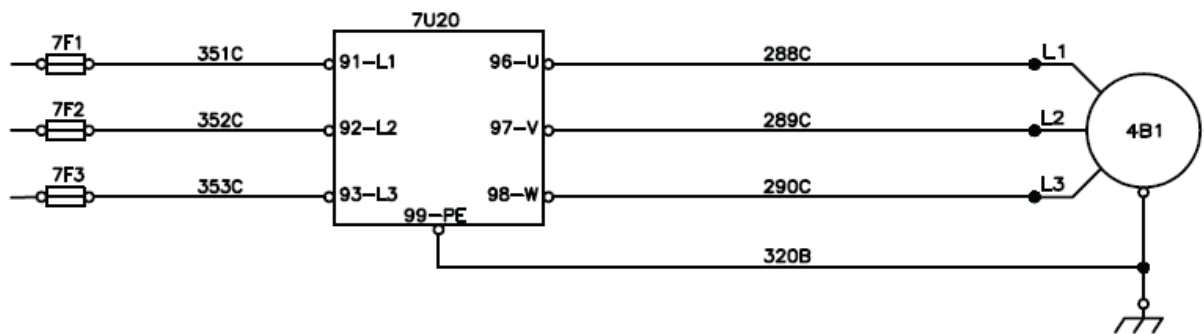 7U20
7F1 351C 91-L1 96-U 288C L1
7F2 352C 92-L2 97-V 289C L2 4B1
7F3 353C 93-L3 98-W 290C L3
99-PE
320B